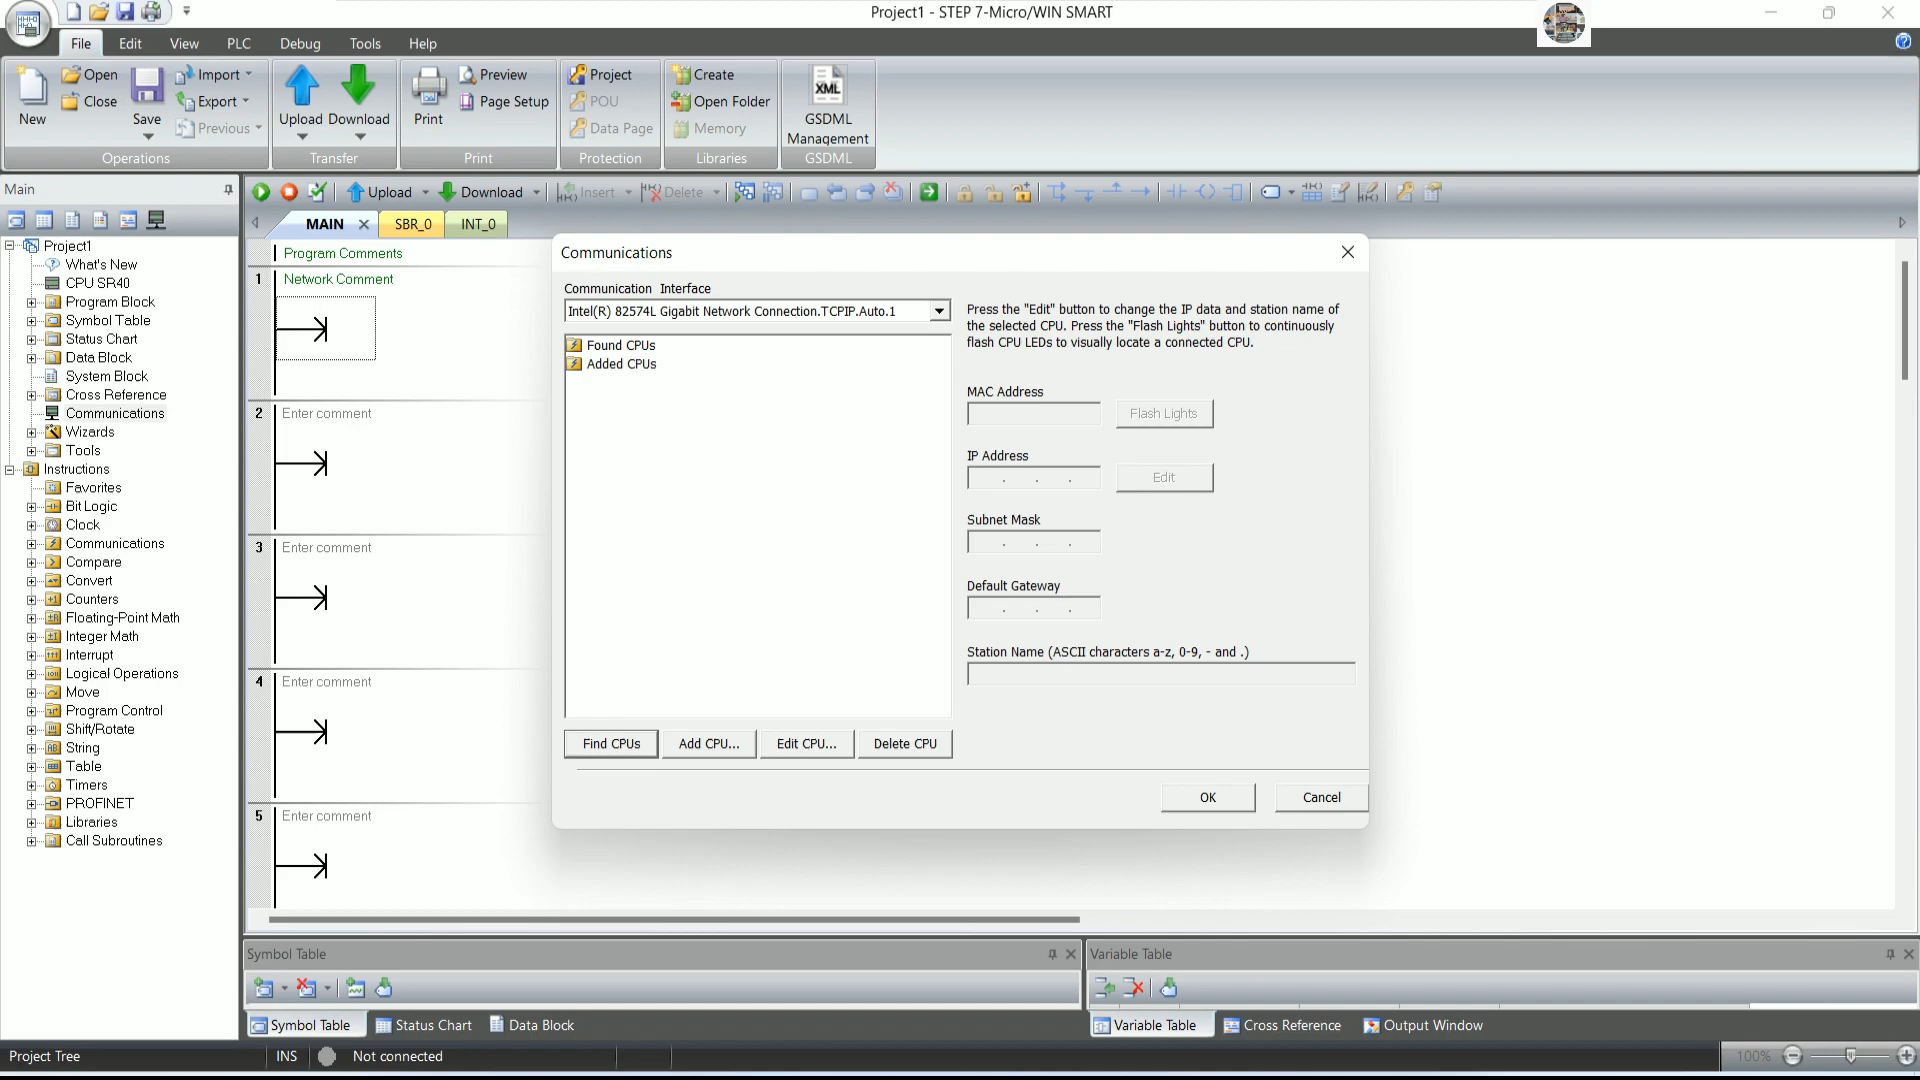 Project1 - STEP 7-Micro/WIN SMART
File Edit View PLC Debug Tools Help
New
Open
Close
Save
Import
Export
Previous
Operations
Upload
Download
Transfer
Print
Preview
Page Setup
Print
Project
POU
Data Page
Protection
Create
Open Folder
Memory
Libraries
XML
GSDML
Management
GSDML
Main
Upload Download Insert Delete
MAIN SBR_0 INT_0
Project1
What's New
CPU SR40
Program Block
Symbol Table
Status Chart
Data Block
System Block
Cross Reference
Communications
Wizards
Tools
Instructions
Favorites
Bit Logic
Clock
Communications
Compare
Convert
Counters
Floating-Point Math
Integer Math
Interrupt
Logical Operations
Move
Program Control
Shift/Rotate
String
Table
Timers
PROFINET
Libraries
Call Subroutines
Program Comments
1 Network Comment
2 Enter comment
3 Enter comment
4 Enter comment
5 Enter comment
Communications
Communication Interface
Intel(R) 82574L Gigabit Network Connection.TCPIP.Auto.1
Found CPUs
Added CPUs
Find CPUs Add CPU... Edit CPU... Delete CPU
Press the "Edit" button to change the IP data and station name of
the selected CPU. Press the "Flash Lights" button to continuously
flash CPU LEDs to visually locate a connected CPU.
MAC Address
Flash Lights
IP Address
. . .
Edit
Subnet Mask
. . .
Default Gateway
. . .
Station Name (ASCII characters a-z, 0-9, - and .)
OK Cancel
Symbol Table
Symbol Table Status Chart Data Block
Variable Table
Variable Table Cross Reference Output Window
Project Tree INS Not connected 100%